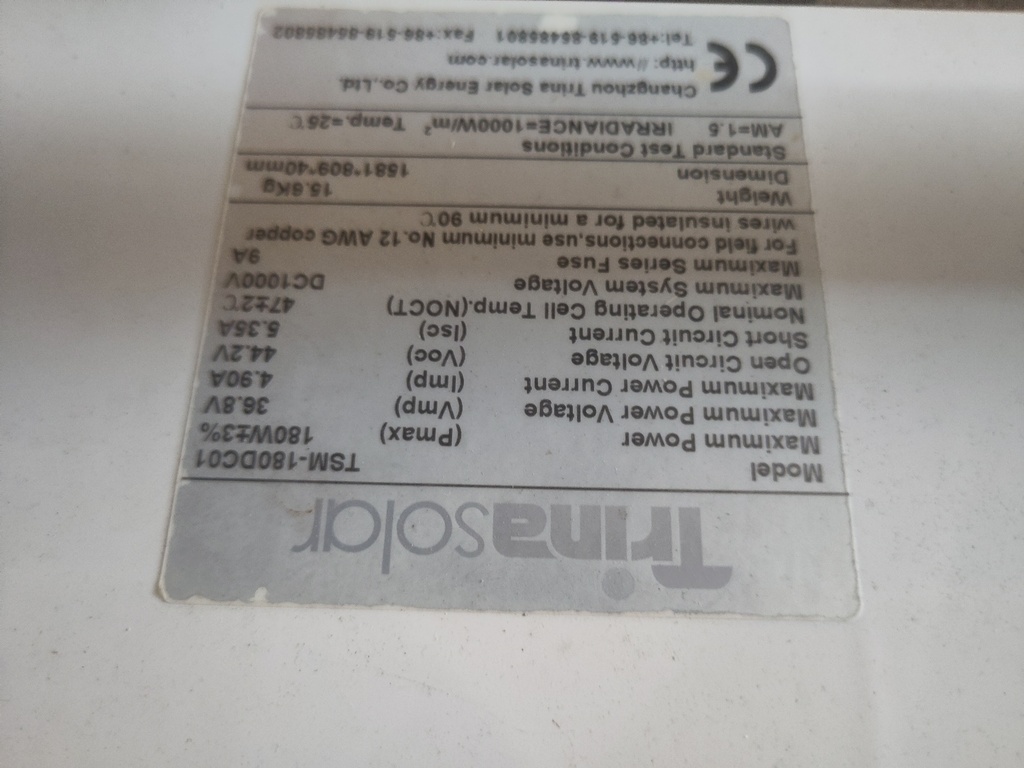 Trinasolar
Model TSM-180DC01
Maximum Power (Pmax) 180W±3%
Maximum Power Voltage (Vmp) 36.8V
Maximum Power Current (Imp) 4.90A
Open Circuit Voltage (Voc) 44.2V
Short Circuit Current (Isc) 5.35A
Nominal Operating Cell Temp.(NOCT) 47±2℃
Maximum System Voltage DC1000V
Maximum Series Fuse 9A
For field connections,use minimum No.12 AWG copper
wires insulated for a minimum 90℃
Weight 15.6Kg
Dimension 1581*809*40mm
Standard Test Conditions
AM=1.5 IRRADIANCE=1000W/m² Temp.=25℃
Changzhou Trina Solar Energy Co.,Ltd.
http://www.trinasolar.com
Tel:+86-519-85485801 Fax:+86-519-85485802
CE